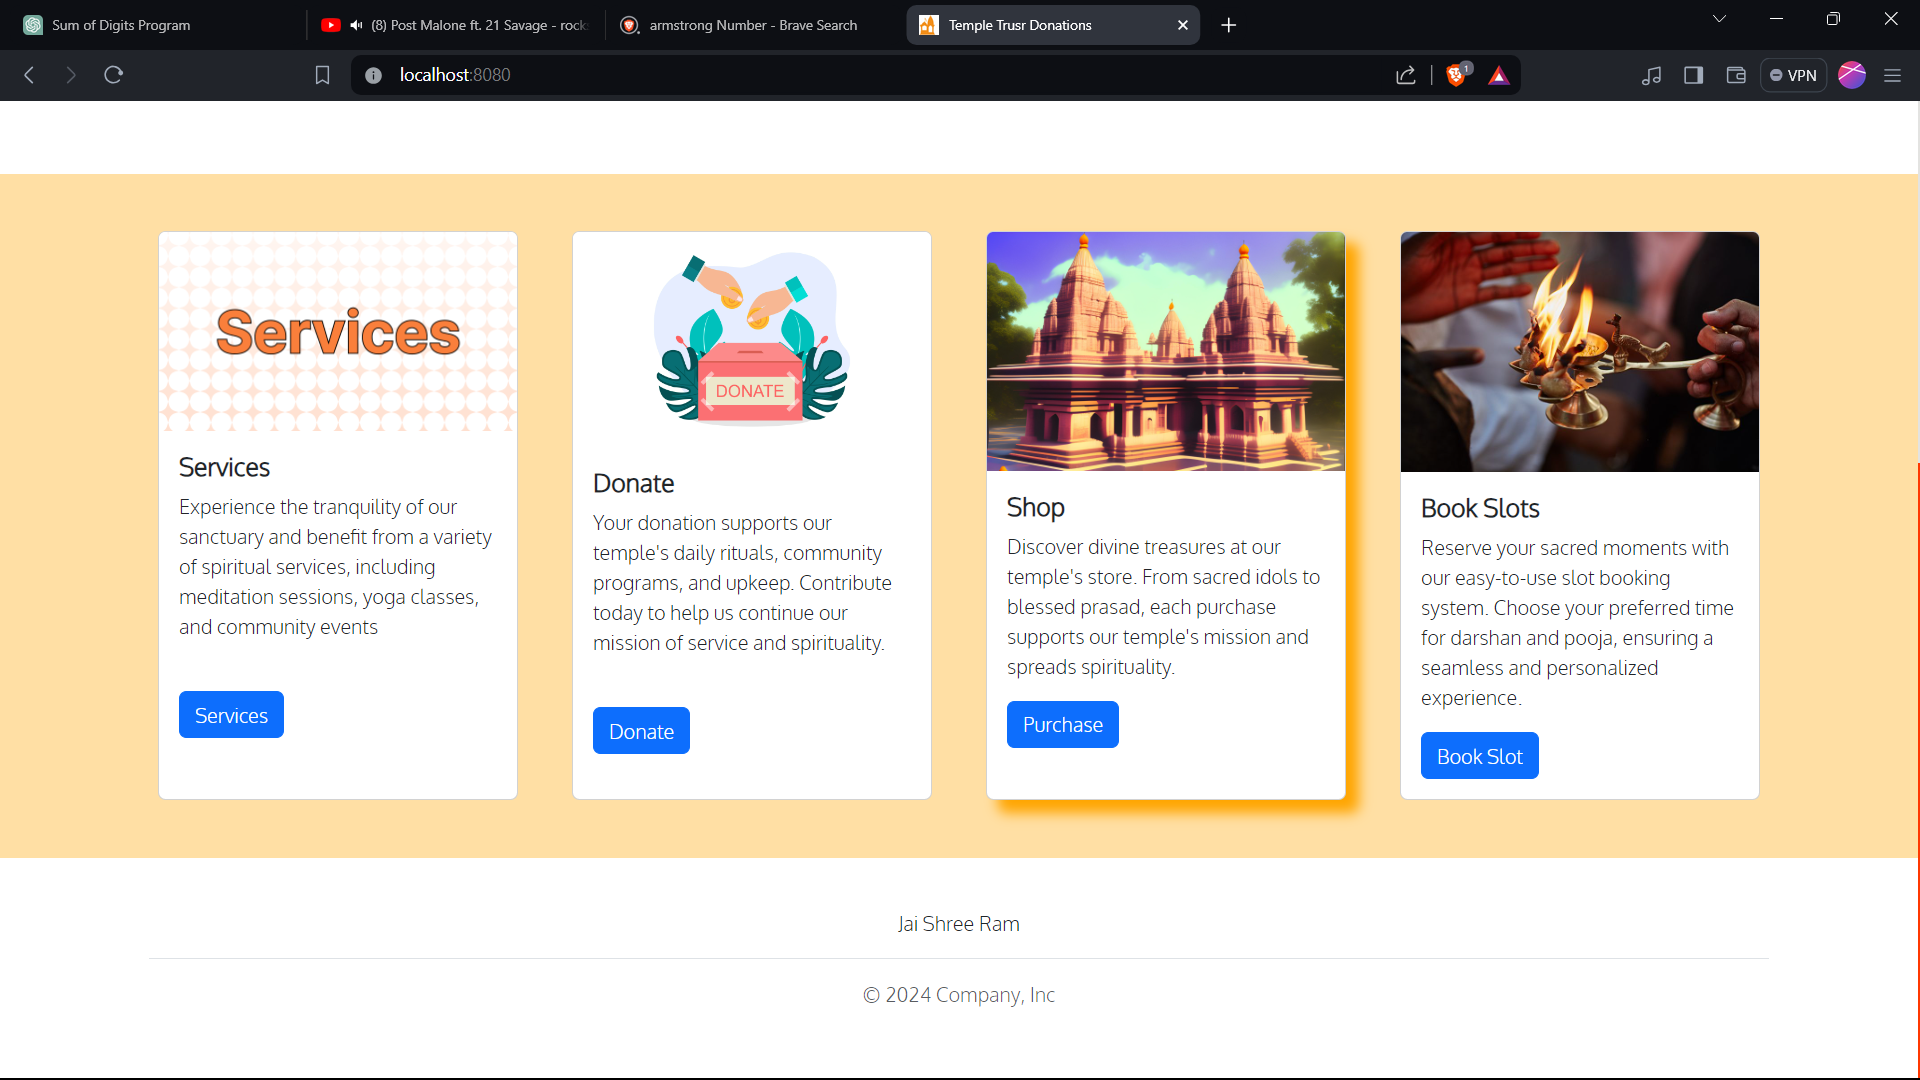 Sum of Digits Program
(8) Post Malone ft. 21 Savage - rock
armstrong Number - Brave Search
Temple Trusr Donations
localhost:8080
1
VPN
Services
DONATE
Services
Experience the tranquility of our
sanctuary and benefit from a variety
of spiritual services, including
meditation sessions, yoga classes,
and community events
Services
Donate
Your donation supports our
temple's daily rituals, community
programs, and upkeep. Contribute
today to help us continue our
mission of service and spirituality.
Donate
Shop
Discover divine treasures at our
temple's store. From sacred idols to
blessed prasad, each purchase
supports our temple's mission and
spreads spirituality.
Purchase
Book Slots
Reserve your sacred moments with
our easy-to-use slot booking
system. Choose your preferred time
for darshan and pooja, ensuring a
seamless and personalized
experience.
Book Slot
Jai Shree Ram
© 2024 Company, Inc